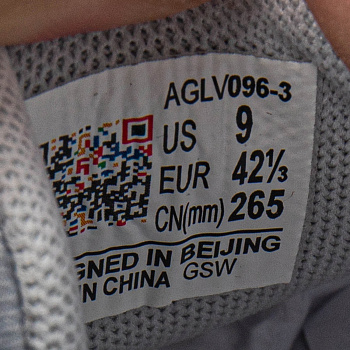 AGLV096-3
US 9
EUR 42⅓
CN(mm) 265
GNED IN BEIJING
IN CHINA GSW